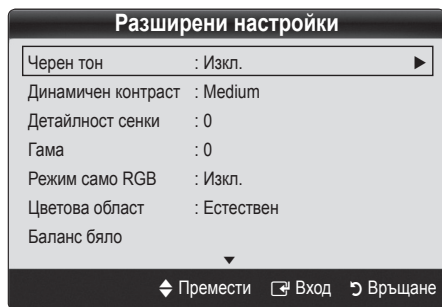 Разширени настройки
Черен тон : Изкл.
Динамичен контраст : Medium
Детайлност сенки : 0
Гама : 0
Режим само RGB : Изкл.
Цветова област : Естествен
Баланс бяло
Премести Вход Връщане